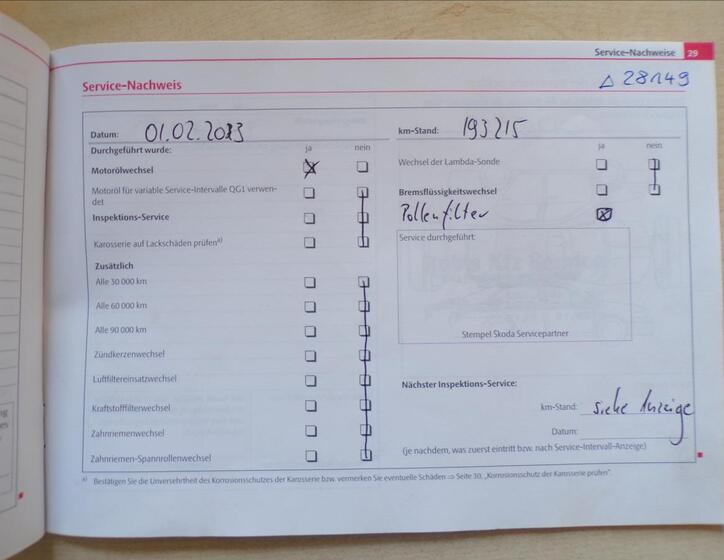 Service-Nachweise 29
Service-Nachweis
△ 28149
Datum: 01.02.2023
km-Stand: 193215
Durchgeführt wurde: ja nein
ja nein
Motorölwechsel
Wechsel der Lambda-Sonde
Motoröl für variable Service-Intervalle QG1 verwen-
det
Bremsflüssigkeitswechsel
Inspektions-Service
Pollenfilter
Karosserie auf Lackschäden prüfen a)
Service durchgeführt:
Stempel Skoda Servicepartner
Zusätzlich
Alle 30 000 km
Alle 60 000 km
Alle 90 000 km
Zündkerzenwechsel
Luftfiltereinsatzwechsel
Kraftstofffilterwechsel
Zahnriemenwechsel
Zahnriemen-Spannrollenwechsel
Nächster Inspektions-Service:
km-Stand: siehe Anzeige
Datum:
(je nachdem, was zuerst eintritt bzw. nach Service-Intervall-Anzeige)
a) Bestätigen Sie die Unversehrtheit des Korrosionsschutzes der Karosserie bzw. vermerken Sie eventuelle Schäden ⇒ Seite 30, „Korrosionsschutz der Karosserie prüfen".